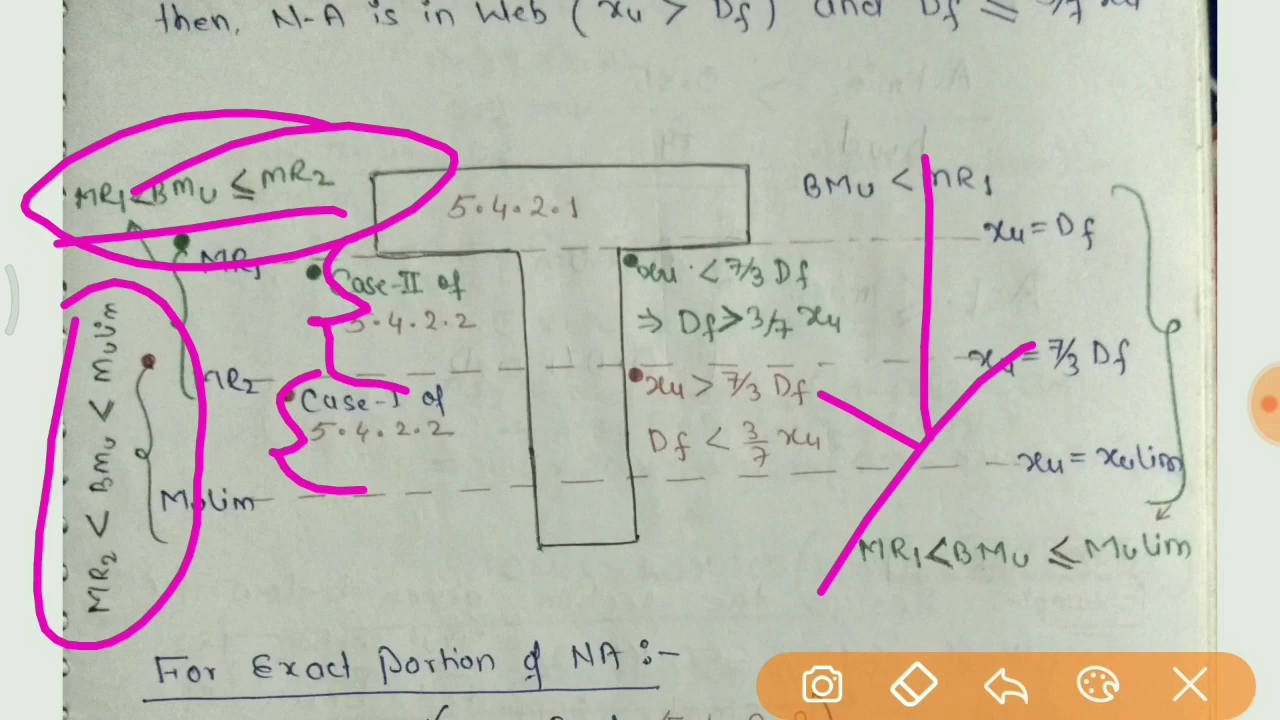 then, N-A is in Web ( xu > Df ) and Df ≤ 3/7 xu
MR1 < BMU ≤ MR2
5.4.2.1
BMU < MR1
xu = Df
MR1
Case-II of
5.4.2.2
xu < 7/3 Df
⇒ Df > 3/7 xu
MR2 < BMU < MUlim
MR2
xu = 7/3 Df
Case-I of
5.4.2.2
xu > 7/3 Df
Df < 3/7 xu
xu = xulim
MUlim
MR1 < BMU ≤ MUlim
For Exact portion of NA :-